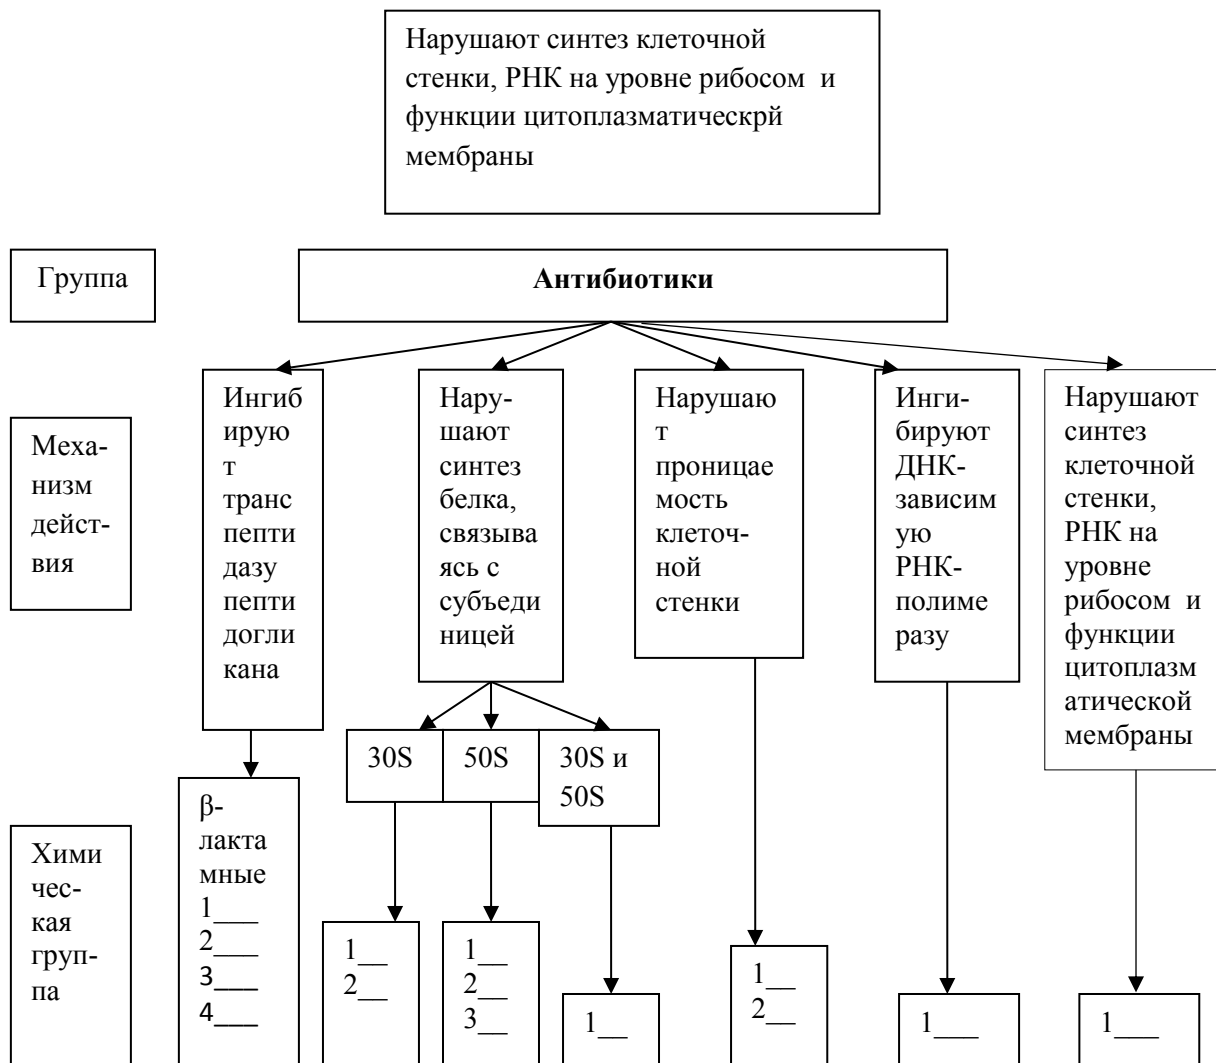 Нарушают синтез клеточной
стенки, РНК на уровне рибосом и
функции цитоплазматическрй
мембраны
Группа
Антибиотики
Меха-
низм
дейст-
вия
Ингиб
ирую
т
транс
пепти
дазу
пепти
догли
кана
Нару-
шают
синтез
белка,
связыва
ясь с
субъеди
ницей
Нарушаю
т
проницае
мость
клеточ-
ной
стенки
Инги-
бируют
ДНК-
зависим
ую
РНК-
полиме
разу
Нарушают
синтез
клеточной
стенки,
РНК на
уровне
рибосом и
функции
цитоплазм
атической
мембраны
30S
50S
30S и
50S
Хими
чес-
кая
груп-
па
β-
лакта
мные
1___
2___
3___
4___
1__
2__
1__
2__
3__
1__
1__
2__
1___
1___